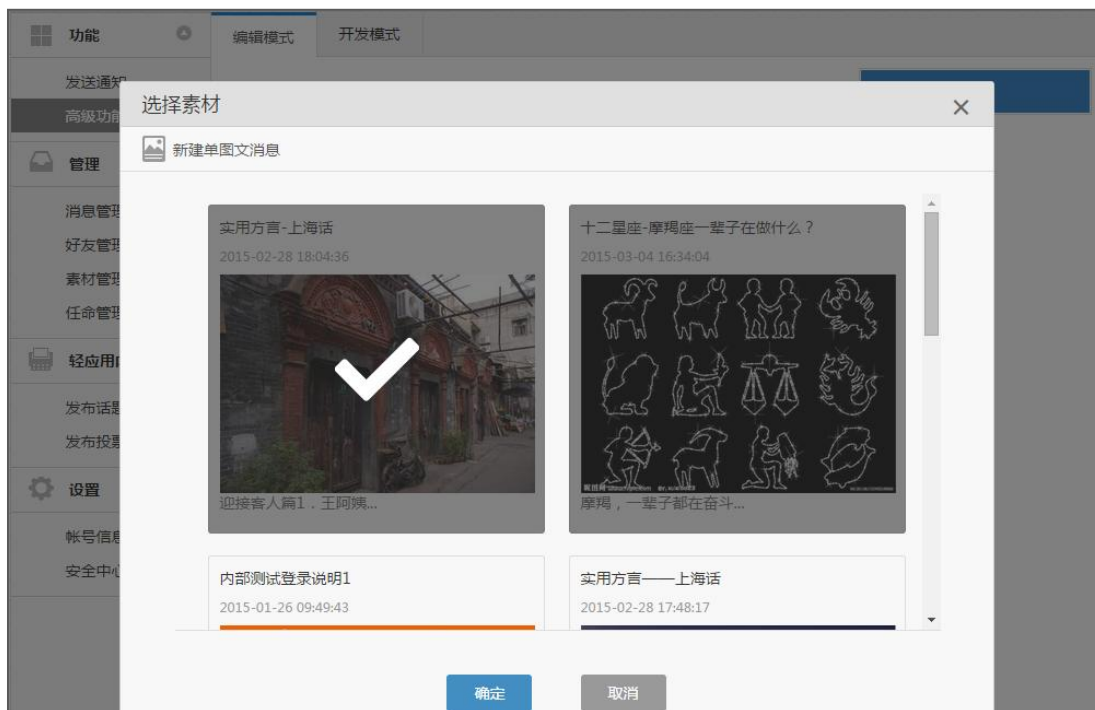 功能
编辑模式
开发模式
发送通知
高级功能
选择素材
新建单图文消息
管理
消息管理
好友管理
素材管理
任命管理
轻应用
发布话题
发布投票
设置
帐号信息
安全中心
实用方言-上海话
2015-02-28 18:04:36
迎接客人篇1．王阿姨...
十二星座-摩羯座一辈子在做什么？
2015-03-04 16:34:04
摩羯，一辈子都在奋斗...
内部测试登录说明1
2015-01-26 09:49:43
实用方言——上海话
2015-02-28 17:48:17
确定
取消